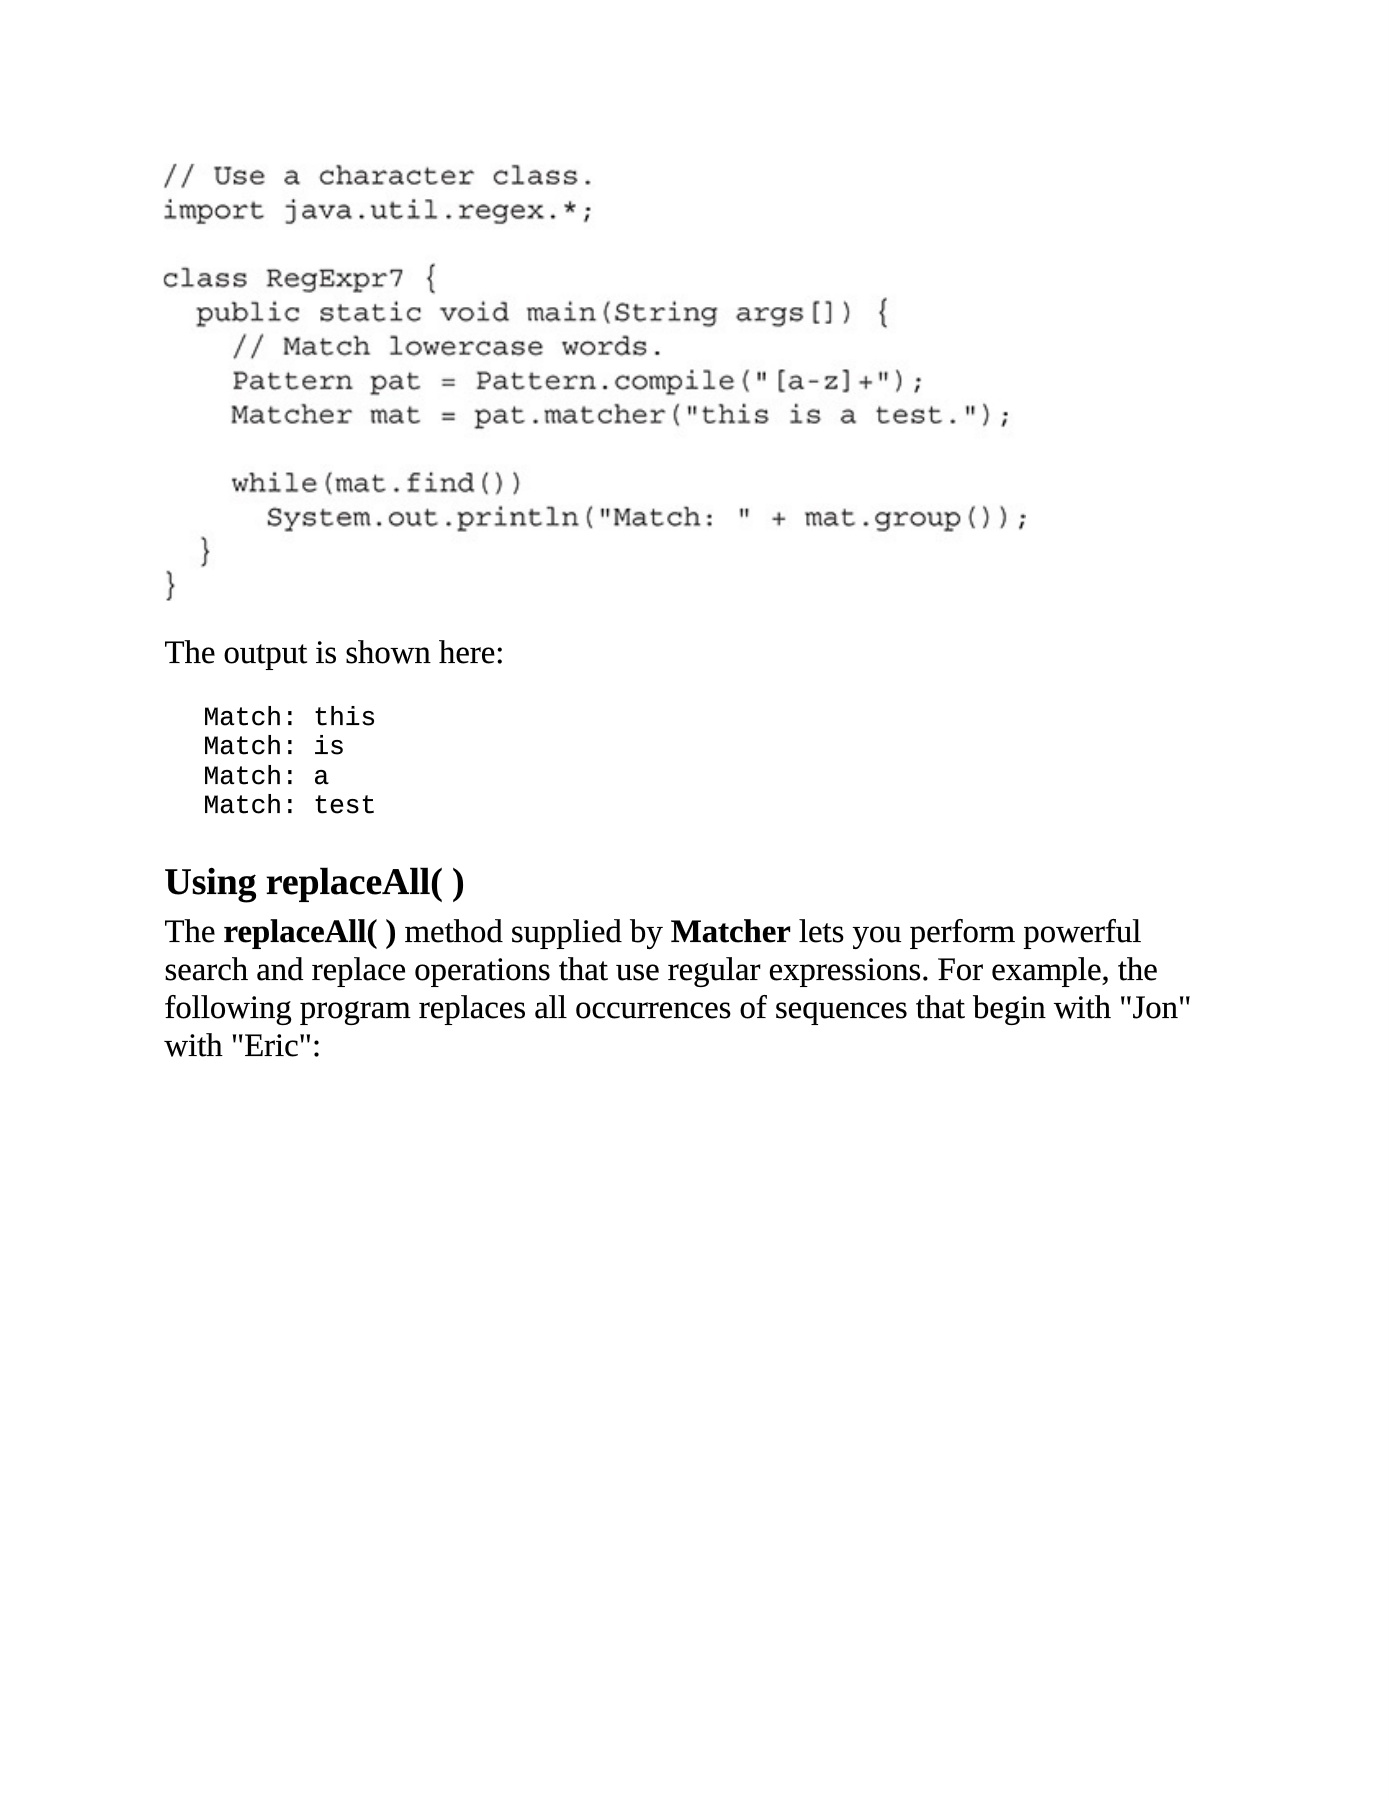 // Use a character class.
import java.util.regex.*;

class RegExpr7 {
  public static void main(String args[]) {
    // Match lowercase words.
    Pattern pat = Pattern.compile("[a-z]+");
    Matcher mat = pat.matcher("this is a test.");

    while(mat.find())
      System.out.println("Match: " + mat.group());
  }
}
The output is shown here:
Match: this
Match: is
Match: a
Match: test
Using replaceAll( )
The replaceAll( ) method supplied by Matcher lets you perform powerful
search and replace operations that use regular expressions. For example, the
following program replaces all occurrences of sequences that begin with "Jon"
with "Eric":